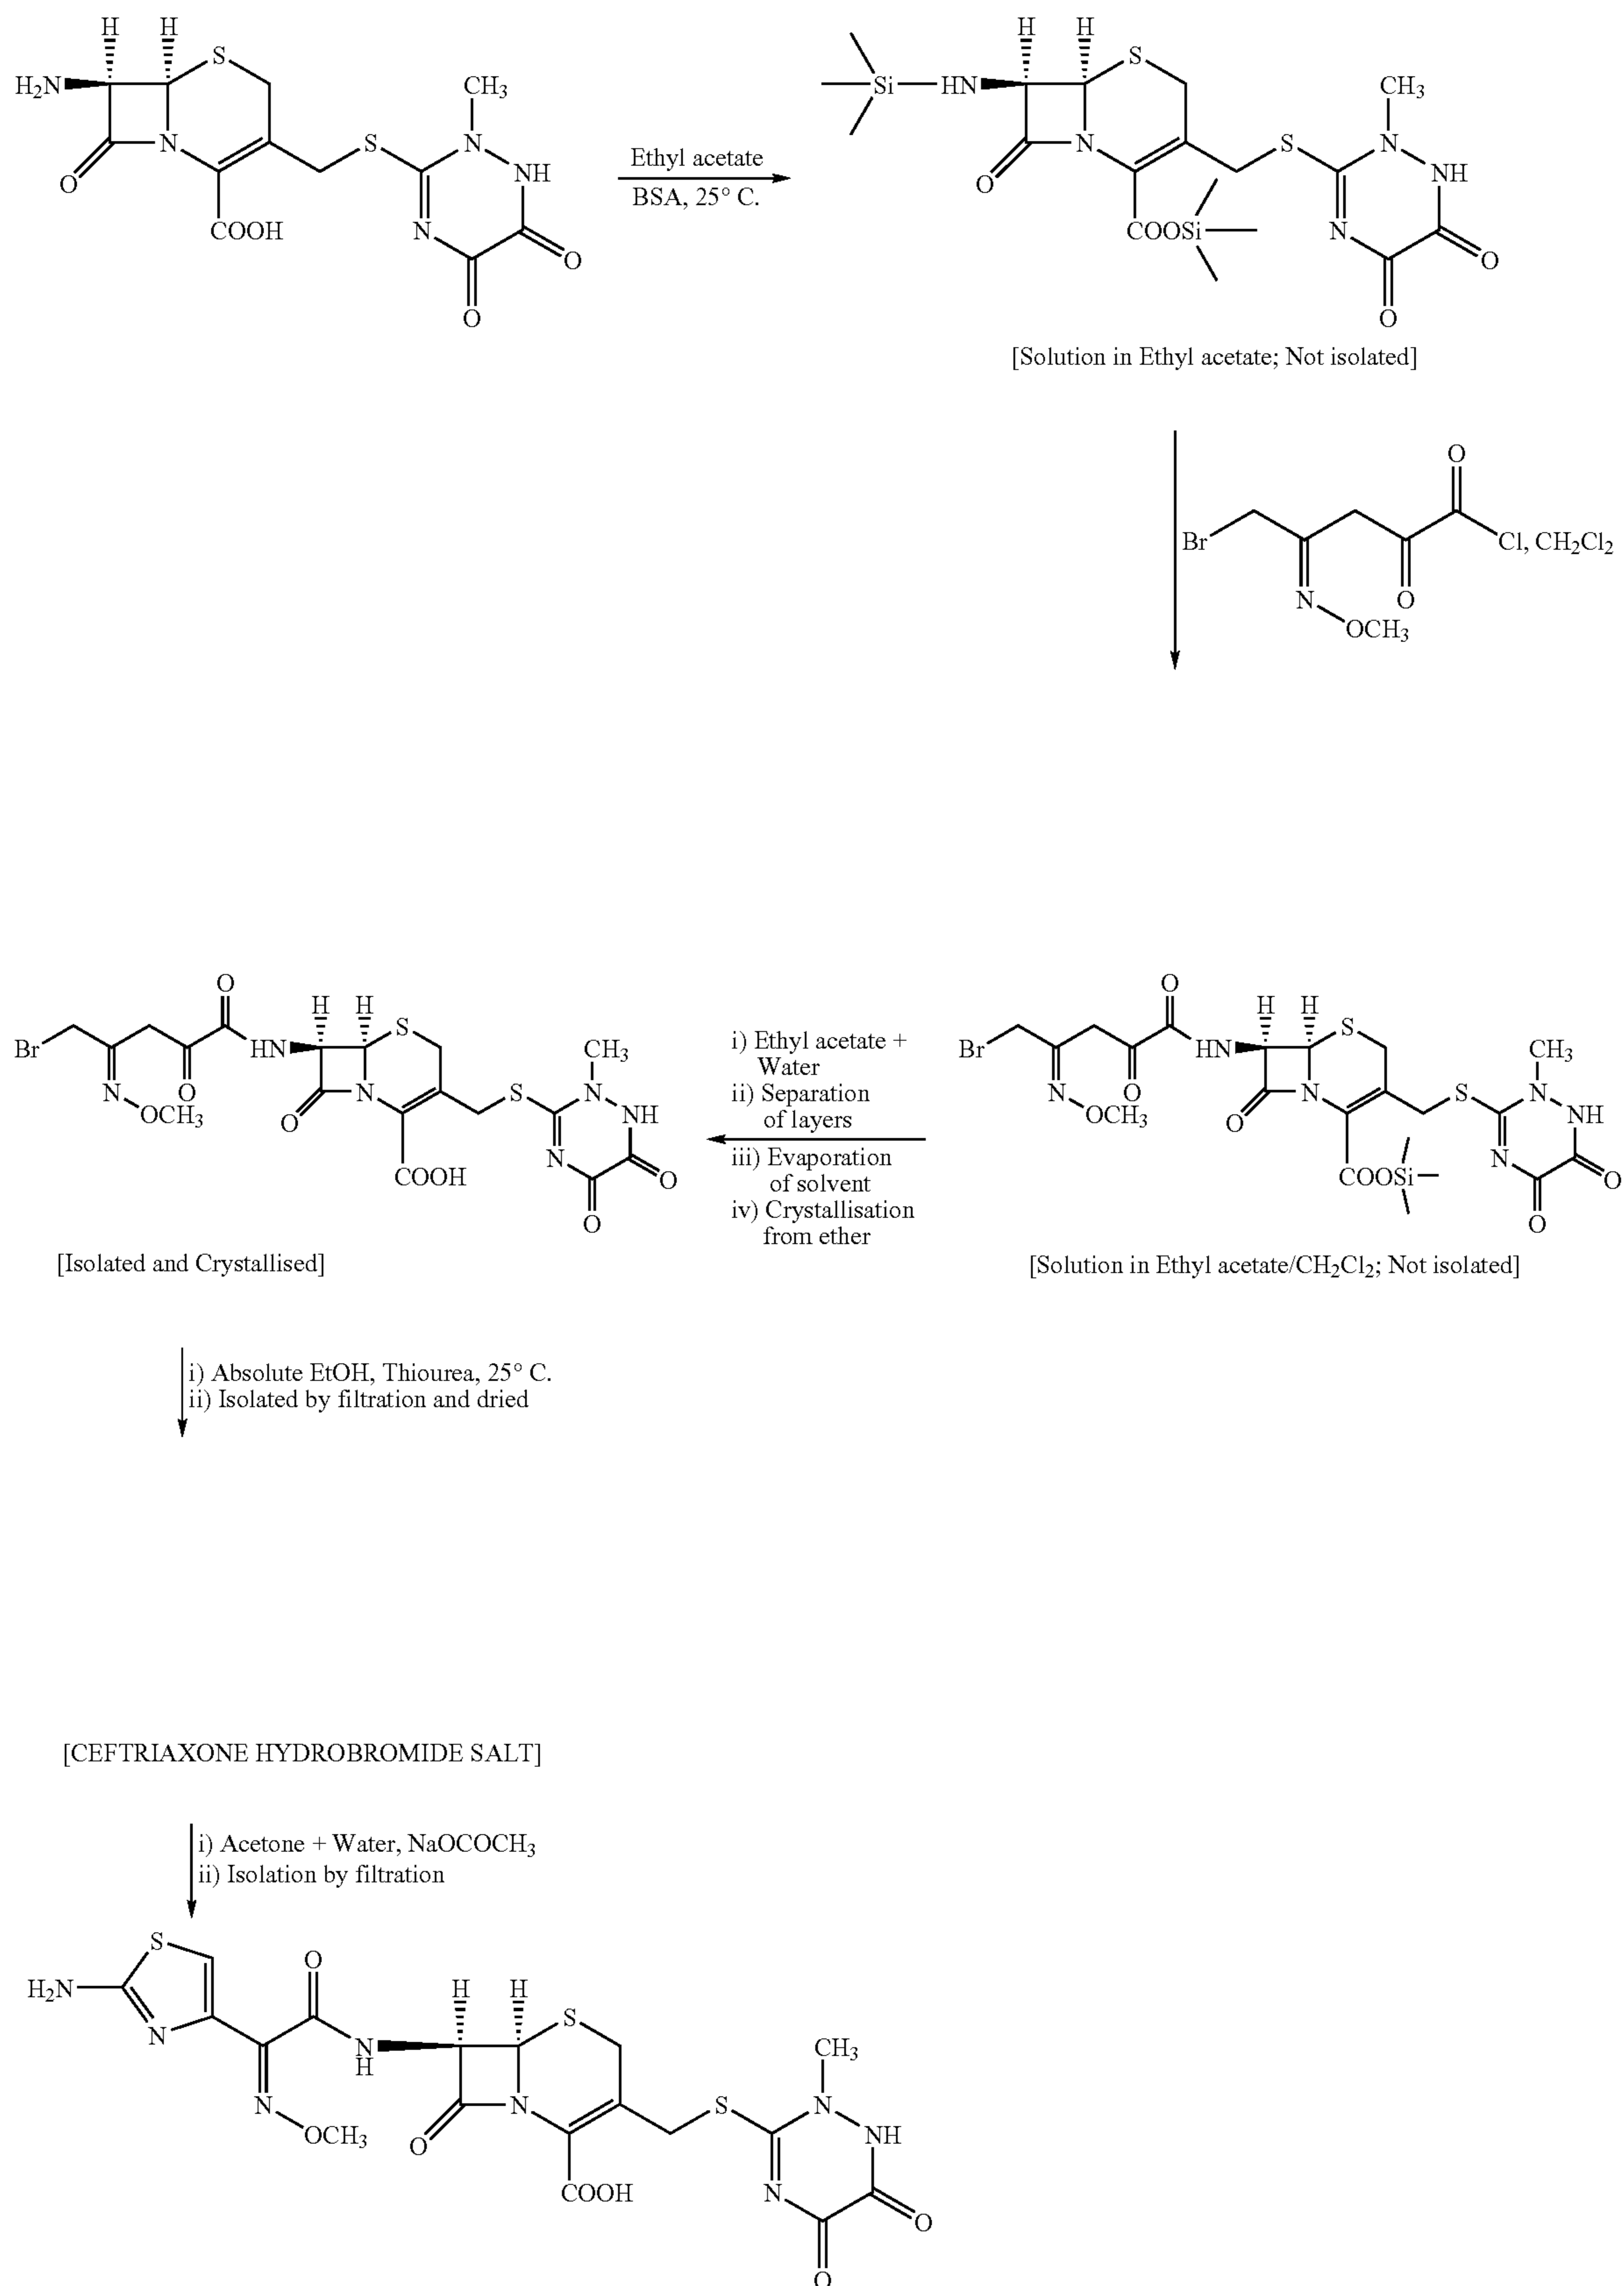 H H
H₂N S
CH₃
N S N
NH
O N
COOH
O
O
Ethyl acetate
BSA, 25° C.
H H
Si HN S
CH₃
N S N
NH
O N
COOSi
O
O
[Solution in Ethyl acetate; Not isolated]
O
Br Cl, CH₂Cl₂
N O
OCH₃
O H H
S
Br HN CH₃
N O N S N
OCH₃ NH
O N
COOH O
O
[Isolated and Crystallised]
i) Ethyl acetate +
Water
ii) Separation
of layers
iii) Evaporation
of solvent
iv) Crystallisation
from ether
O H H
S
Br HN CH₃
N O N S N
OCH₃ NH
O N
COOSi O
O
[Solution in Ethyl acetate/CH₂Cl₂; Not isolated]
i) Absolute EtOH, Thiourea, 25° C.
ii) Isolated by filtration and dried
[CEFTRIAXONE HYDROBROMIDE SALT]
i) Acetone + Water, NaOCOCH₃
ii) Isolation by filtration
S O H H
H₂N S
N N CH₃
H
N N S N
OCH₃ O NH
COOH N
O
O